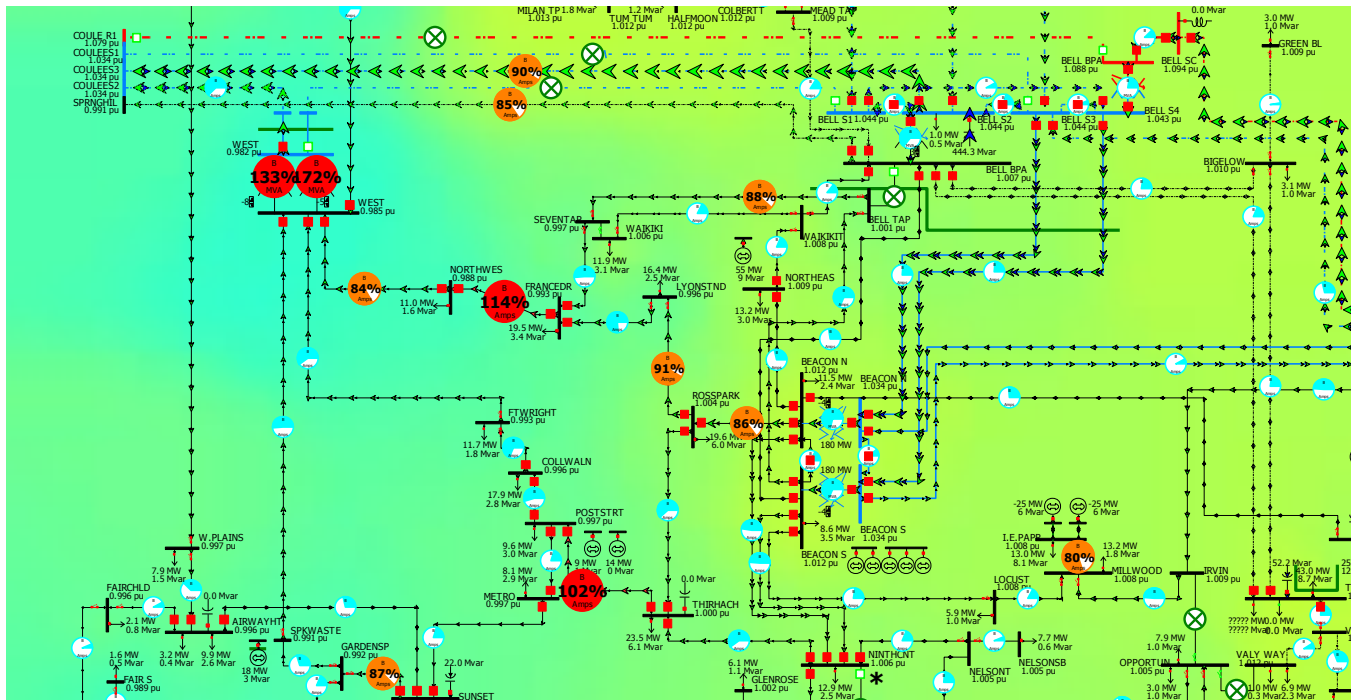 MILAN TP
1.8 Mvar
1.2 Mvar
COLBERTT
MEAD TA
0.0 Mvar
1.013 pu
TUM TUM
HALFMOON
1.012 pu
1.009 pu
1.012 pu
1.012 pu
3.0 MW
1.0 Mvar
COULE_R1
1.079 pu
GREEN BL
1.009 pu
COULEES1
1.034 pu
COULEES3
1.034 pu
COULEES2
1.034 pu
SPRNGHIL
0.991 pu
90%
Amps
85%
Amps
BELL BPA
1.088 pu
BELL SC
1.094 pu
BELL S1
1.044 pu
BELL S2
1.044 pu
BELL S3
1.044 pu
BELL S4
1.043 pu
1.0 MW
0.5 Mvar
444.3 Mvar
WEST
0.982 pu
B
133%
MVA
B
172%
MVA
WEST
0.985 pu
BELL BPA
1.007 pu
BIGELOW
1.010 pu
3.1 MW
1.0 Mvar
88%
Amps
SEVENTAP
0.997 pu
WAIKIKI
1.006 pu
11.9 MW
3.1 Mvar
WAIKIKIT
1.008 pu
BELL TAP
1.001 pu
55 MW
9 Mvar
NORTHEAS
1.009 pu
13.2 MW
3.0 Mvar
84%
Amps
NORTHWES
0.988 pu
11.0 MW
1.6 Mvar
114%
Amps
FRANCEDR
0.993 pu
19.5 MW
3.4 Mvar
16.4 MW
2.5 Mvar
LYONSTND
0.996 pu
91%
Amps
ROSSPARK
1.004 pu
19.6 MW
6.0 Mvar
86%
Amps
BEACON N
1.012 pu
11.5 MW
2.4 Mvar
BEACON N
1.034 pu
180 MW
180 MW
8.6 MW
3.5 Mvar
BEACON S
1.012 pu
BEACON S
1.034 pu
FTWRIGHT
0.993 pu
11.7 MW
1.8 Mvar
COLLWALN
0.996 pu
17.9 MW
2.8 Mvar
POSTSTRT
0.997 pu
9.6 MW
3.0 Mvar
9 MW
14 MW
0 Mvar
8.1 MW
2.9 Mvar
METRO
0.997 pu
102%
Amps
0.0 Mvar
THIRHACH
1.000 pu
23.5 MW
6.1 Mvar
-25 MW
6 Mvar
-25 MW
6 Mvar
I.E.PAPR
1.008 pu
13.0 MW
8.1 Mvar
80%
Amps
13.2 MW
1.8 Mvar
MILLWOOD
1.008 pu
IRVIN
1.009 pu
LOCUST
1.008 pu
5.9 MW
1.0 Mvar
52.2 Mvar
43.0 MW
8.7 Mvar
????? MW
????? Mvar
0.0 MW
0.0 Mvar
W.PLAINS
0.997 pu
7.9 MW
1.5 Mvar
FAIRCHLD
0.996 pu
2.1 MW
0.8 Mvar
0.0 Mvar
AIRWAYHT
0.996 pu
3.2 MW
0.4 Mvar
9.9 MW
2.6 Mvar
SPKWASTE
0.991 pu
18 MW
3 Mvar
GARDENSP
0.992 pu
87%
Amps
22.0 Mvar
SUNSET
1.6 MW
0.5 Mvar
FAIR S
0.989 pu
6.1 MW
1.1 Mvar
GLENROSE
1.002 pu
NINTHCNT
1.006 pu
12.9 MW
2.5 Mvar
*
NELSONT
1.005 pu
7.7 MW
0.6 Mvar
NELSONSB
1.005 pu
7.9 MW
1.0 Mvar
OPPORTUN
1.005 pu
3.0 MW
1.0 Mvar
VALY WAY
1.012 pu
0.3 Mvar
6.9 MW
2.3 Mvar